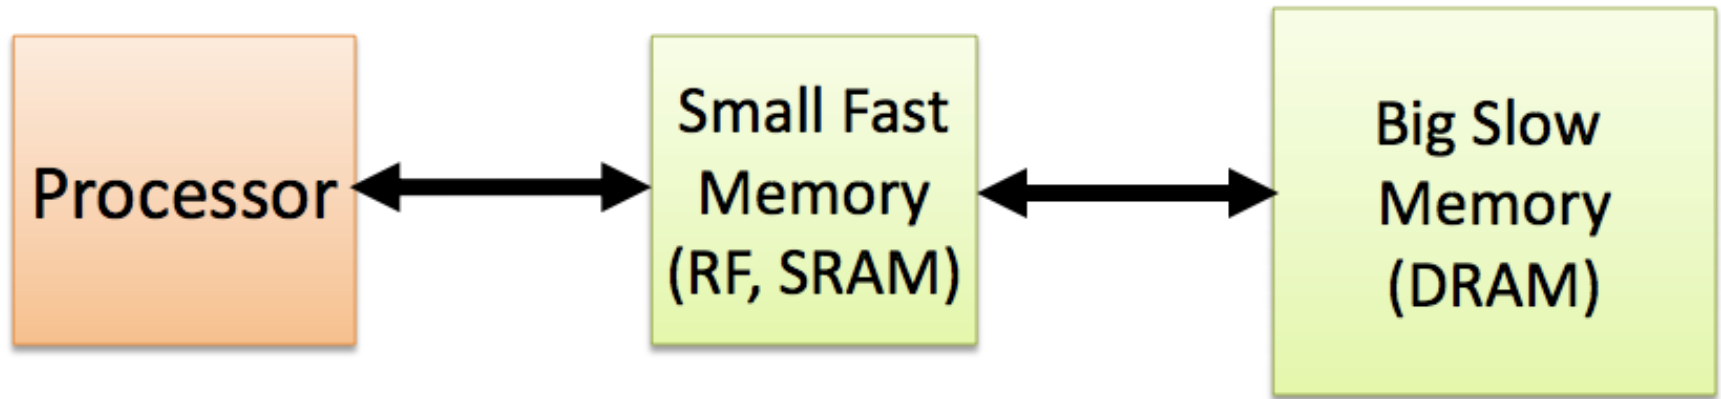 Processor
Small Fast
Memory
(RF, SRAM)
Big Slow
Memory
(DRAM)